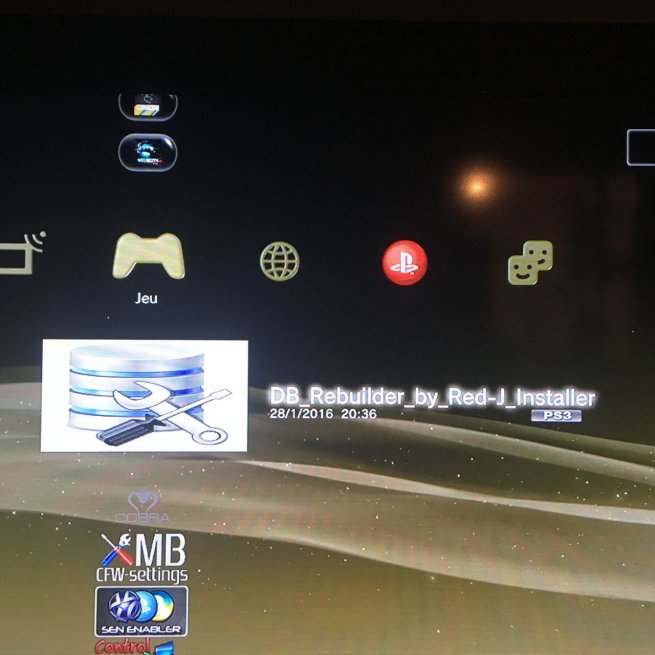 Jeu
DB_Rebuilder_by_Red-J_Installer
28/1/2016 20:36
PS3
COBRA
XMB
CFW-settings
SEN ENABLER
Control